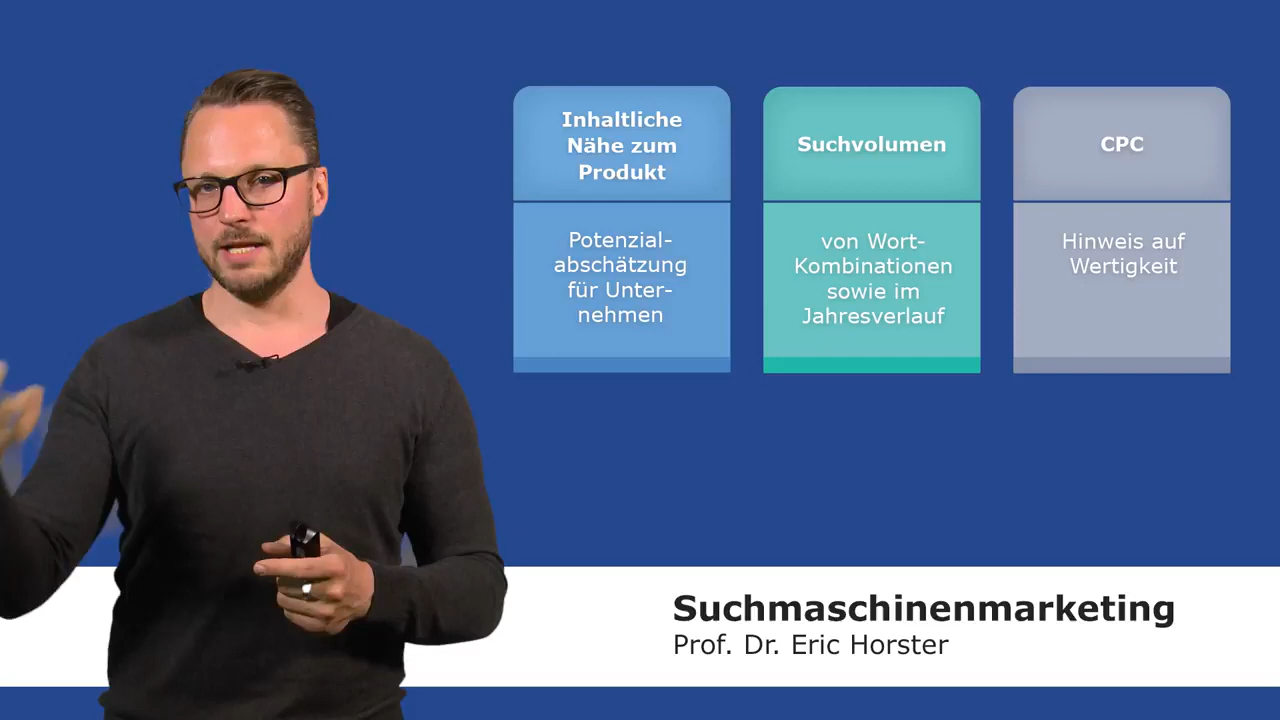 Inhaltliche
Nähe zum
Produkt
Potenzial-
abschätzung
für Unter-
nehmen
Suchvolumen
von Wort-
Kombinationen
sowie im
Jahresverlauf
CPC
Hinweis auf
Wertigkeit
Suchmaschinenmarketing
Prof. Dr. Eric Horster